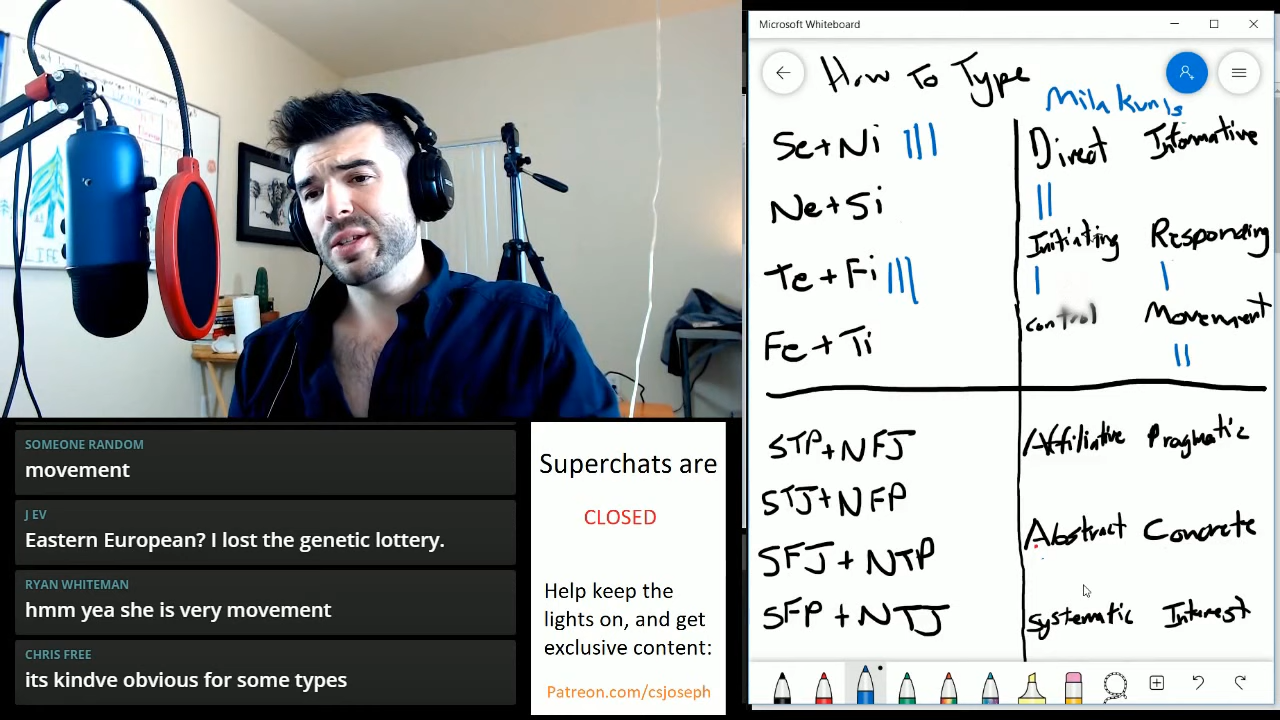 Microsoft Whiteboard
How To Type
Mila Kunis
Se+Ni
Ne+Si
Te + Fi
Fe + Ti
Direct Informative
Initiating Responding
control Movement
STP+NFJ
STJ+NFP
SFJ + NTP
SFP + NTJ
Affiliative Pragmatic
Abstract Concrete
Systematic Interest
LIFE
SOMEONE RANDOM
movement
J EV
Eastern European? I lost the genetic lottery.
RYAN WHITEMAN
hmm yea she is very movement
CHRIS FREE
its kindve obvious for some types
Superchats are
CLOSED
Help keep the
lights on, and get
exclusive content:
Patreon.com/csjoseph